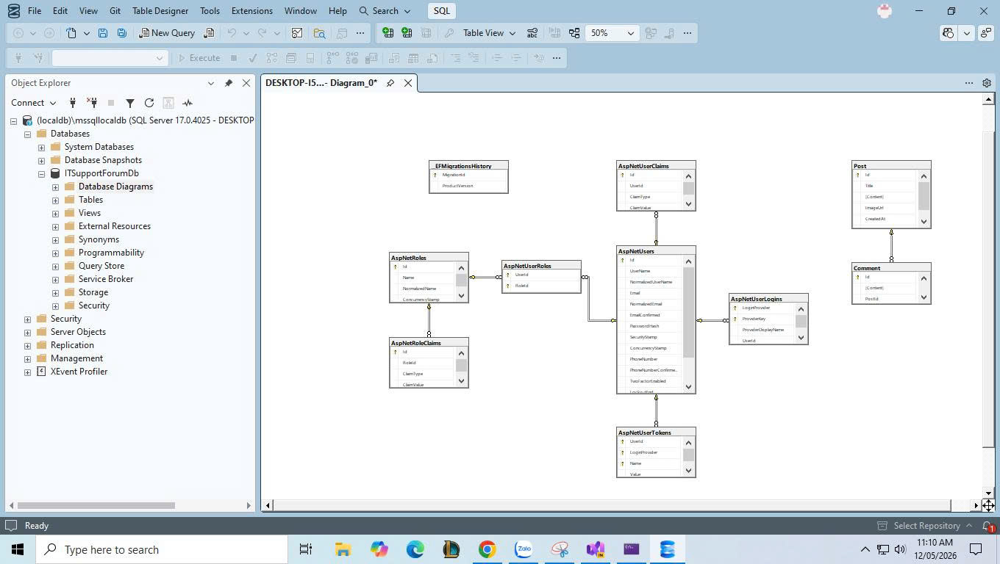 File Edit View Git Table Designer Tools Extensions Window Help Search SQL
New Query Table View abc 50%
Execute
Object Explorer
Connect
(localdb)\mssqllocaldb (SQL Server 17.0.4025 - DESKTOP
Databases
System Databases
Database Snapshots
ITSupportForumDb
Database Diagrams
Tables
Views
External Resources
Synonyms
Programmability
Query Store
Service Broker
Storage
Security
Security
Server Objects
Replication
Management
XEvent Profiler
DESKTOP-I5...- Diagram_0*
__EFMigrationsHistory
MigrationId
ProductVersion
AspNetUserClaims
Id
UserId
ClaimType
ClaimValue
Post
Id
Title
[Content]
ImageUrl
CreatedAt
AspNetRoles
Id
Name
NormalizedName
ConcurrencyStamp
AspNetUserRoles
UserId
RoleId
AspNetUsers
Id
UserName
NormalizedUserName
Email
NormalizedEmail
EmailConfirmed
PasswordHash
SecurityStamp
ConcurrencyStamp
PhoneNumber
PhoneNumberConfirme...
TwoFactorEnabled
LockoutEnd
AspNetUserLogins
LoginProvider
ProviderKey
ProviderDisplayName
UserId
Comment
Id
[Content]
PostId
AspNetRoleClaims
Id
RoleId
ClaimType
ClaimValue
AspNetUserTokens
UserId
LoginProvider
Name
Value
Ready
Select Repository
1
Type here to search
Zalo
IN
11:10 AM
12/05/2026